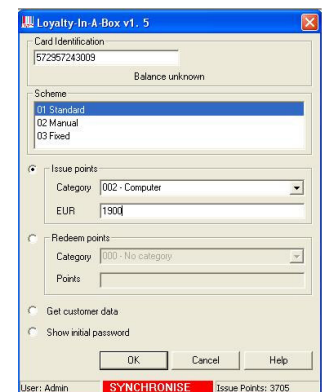 Loyalty-In-A-Box v1. 5
Card Identification
572957243009
Balance unknown
Scheme
01 Standard
02 Manual
03 Fixed
Issue points
Category 002 - Computer
EUR 1900
Redeem points
Category 000 - No category
Points
Get customer data
Show initial password
OK Cancel Help
User: Admin SYNCHRONISE Issue Points: 3705